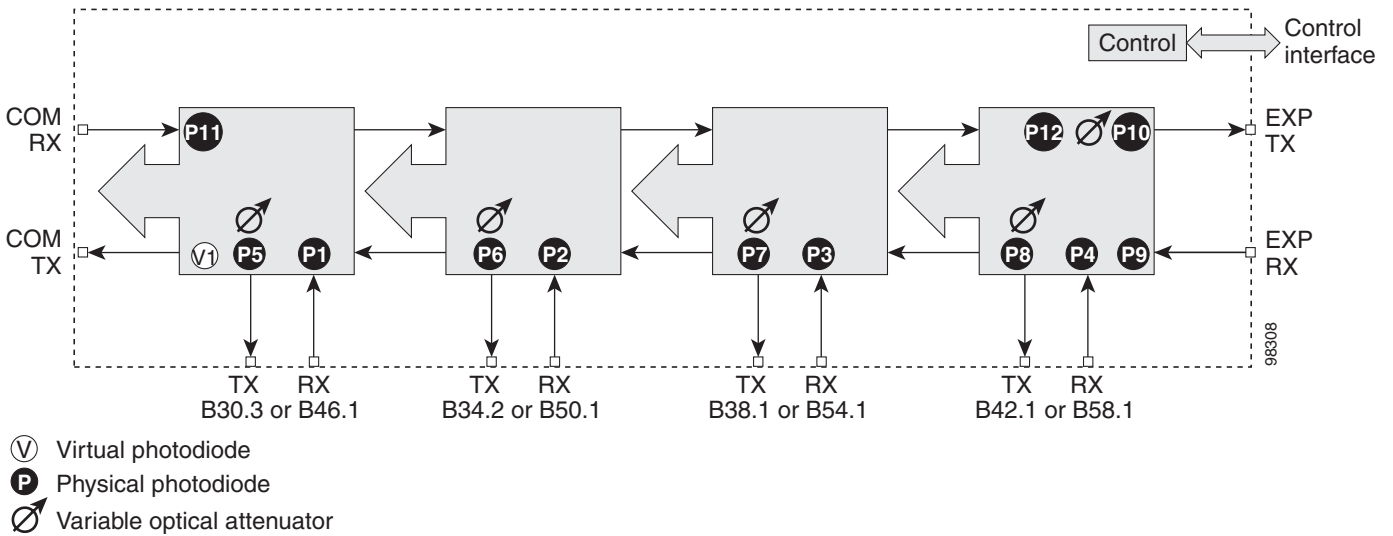 Control
Control
interface
COM
RX
P11
P12
P10
EXP
TX
COM
TX
V1
P5
P1
P6
P2
P7
P3
P8
P4
P9
EXP
RX
98308
TX RX
B30.3 or B46.1
TX RX
B34.2 or B50.1
TX RX
B38.1 or B54.1
TX RX
B42.1 or B58.1
V Virtual photodiode
P Physical photodiode
Variable optical attenuator